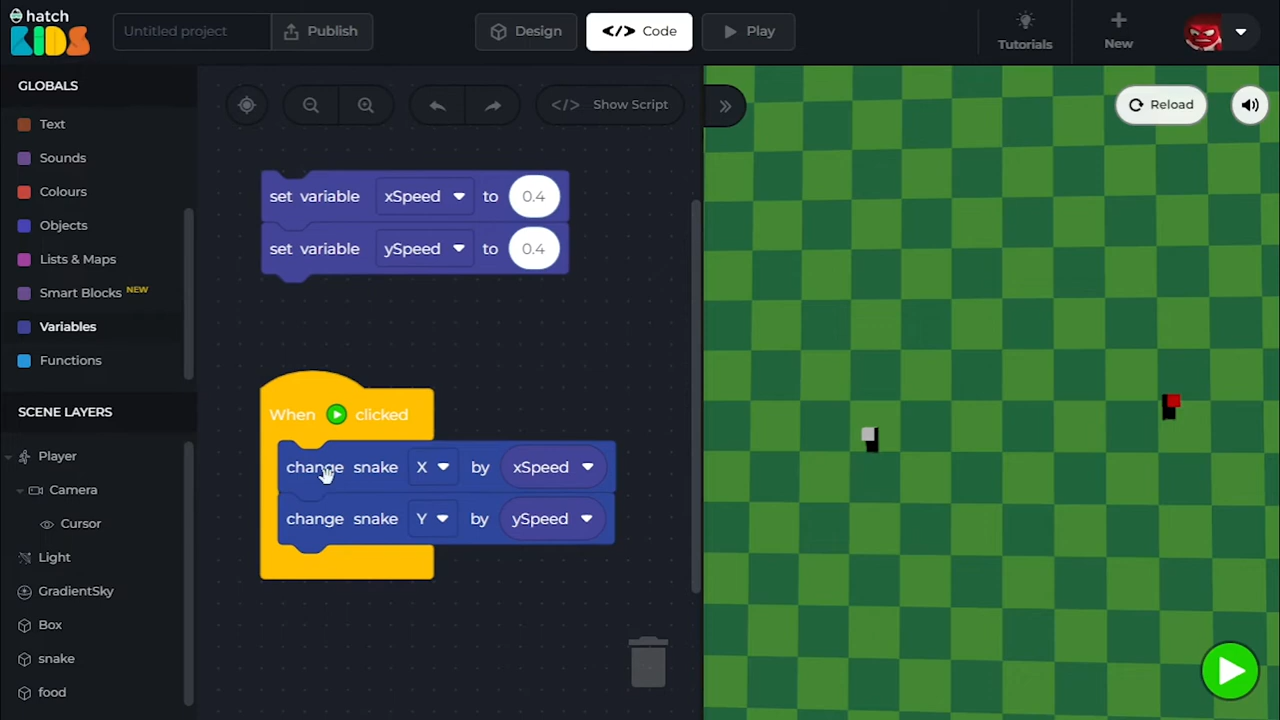 hatch
KIDS
Untitled project
Publish
Design
</> Code
Play
Tutorials
New
GLOBALS
Text
Sounds
Colours
Objects
Lists & Maps
Smart Blocks NEW
Variables
Functions
SCENE LAYERS
Player
Camera
Cursor
Light
GradientSky
Box
snake
food
</> Show Script
set variable xSpeed to 0.4
set variable ySpeed to 0.4
When clicked
change snake X by xSpeed
change snake Y by ySpeed
Reload